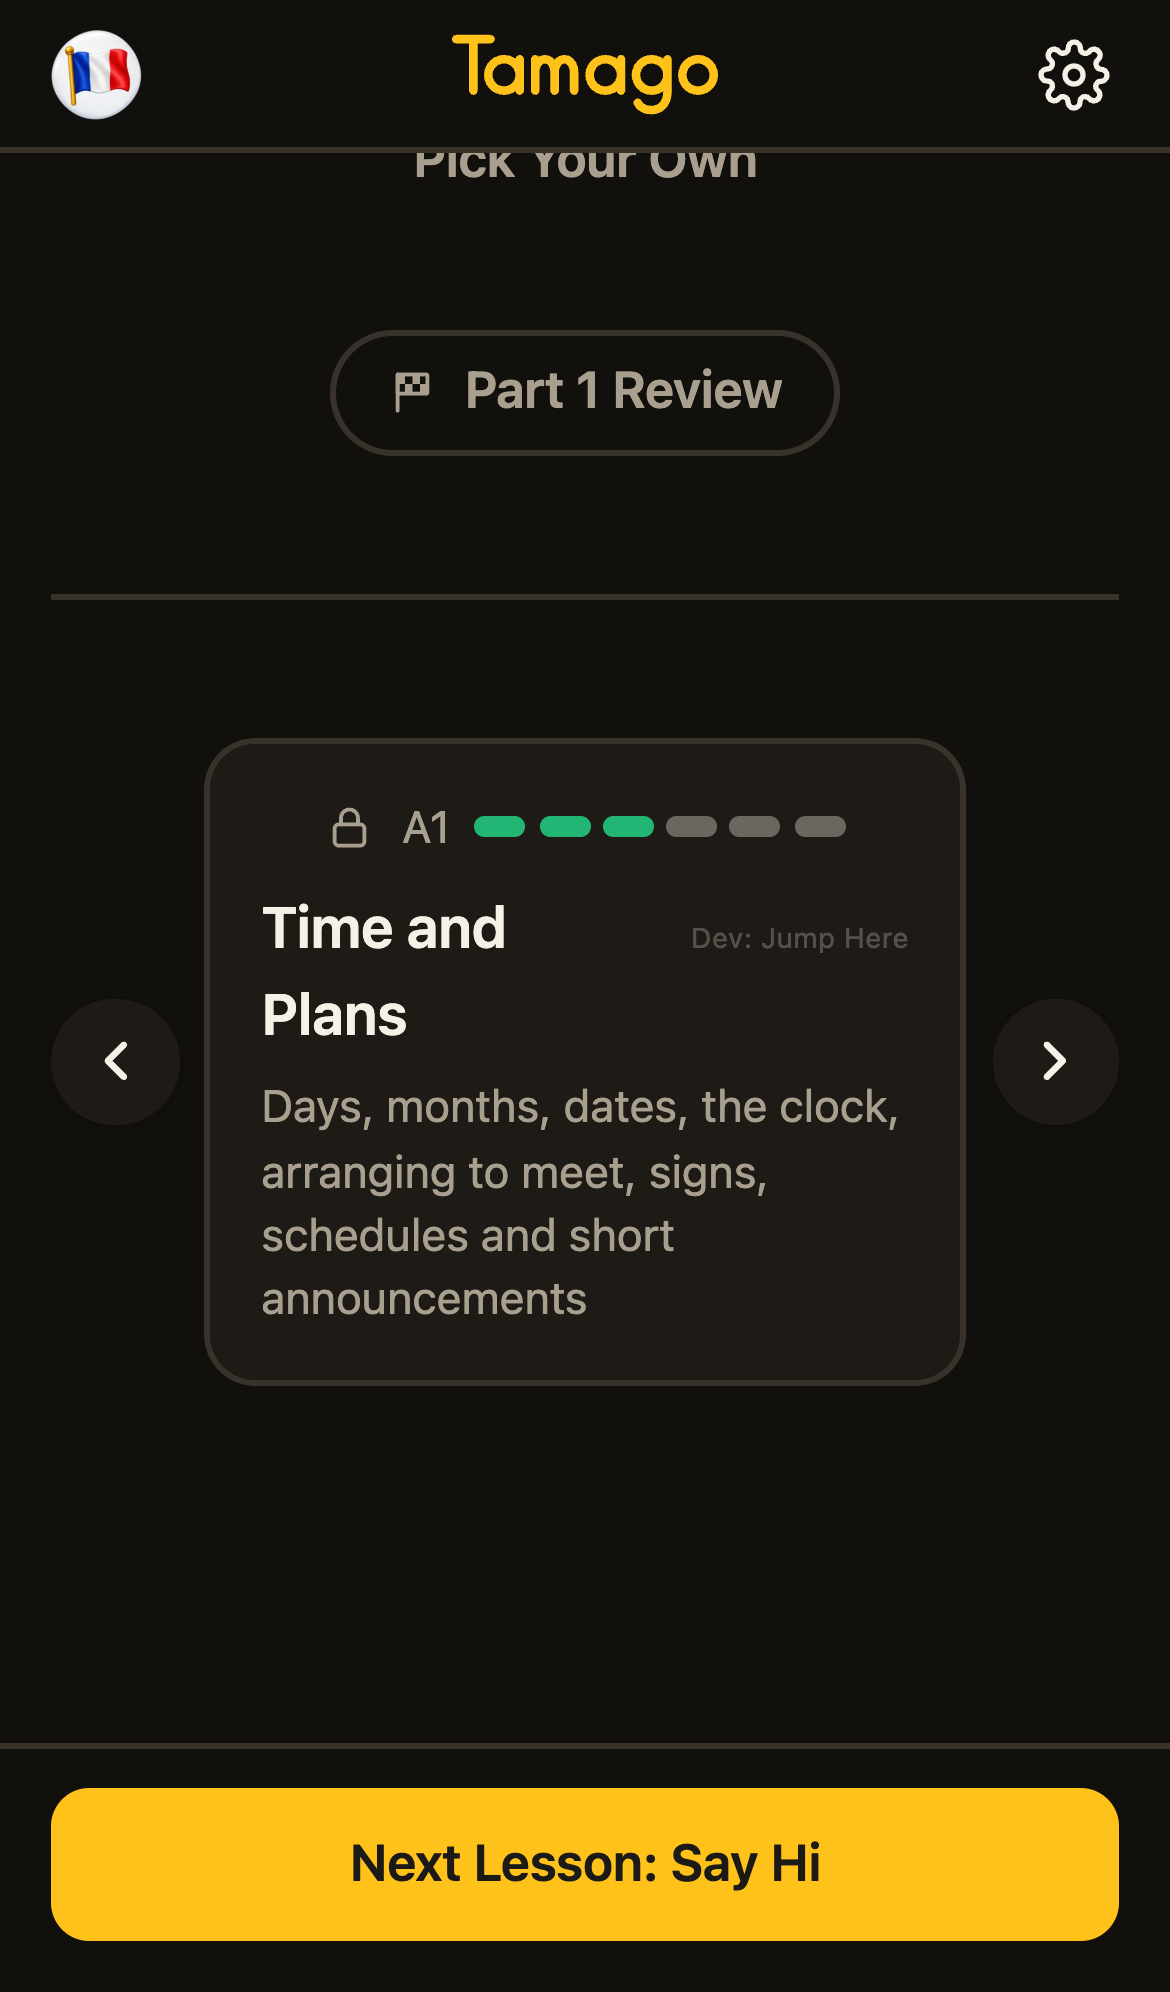 Tamago
Pick Your Own
Part 1 Review
A1
Time and
Plans
Dev: Jump Here
Days, months, dates, the clock,
arranging to meet, signs,
schedules and short
announcements
Next Lesson: Say Hi